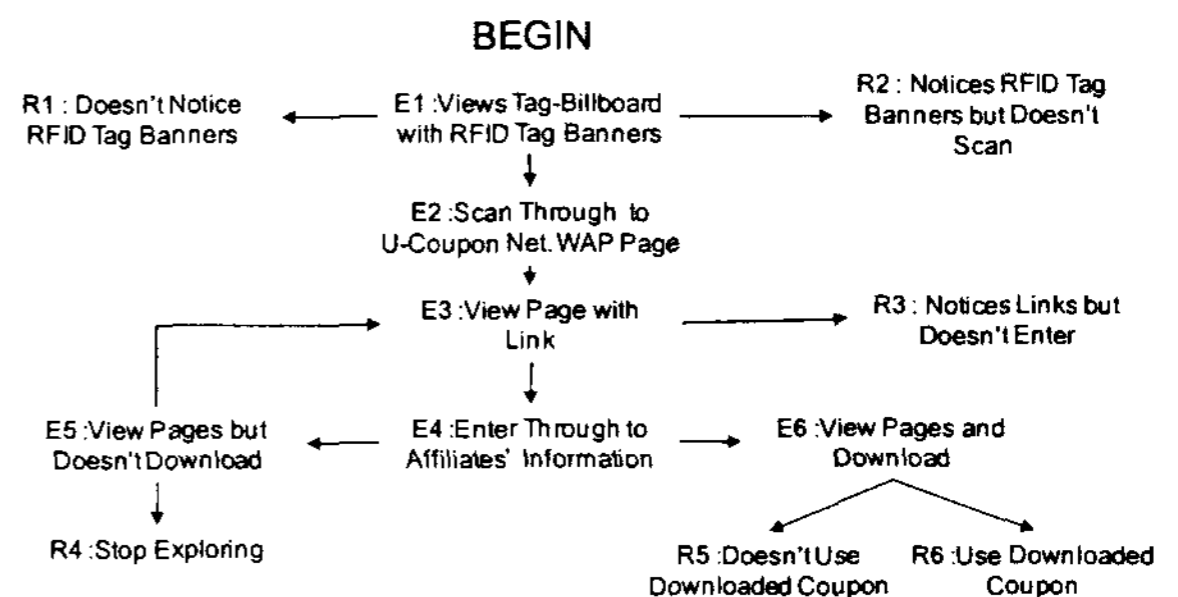 BEGIN
R1 : Doesn't Notice
RFID Tag Banners
E1 :Views Tag-Billboard
with RFID Tag Banners
R2 : Notices RFID Tag
Banners but Doesn't
Scan
E2 :Scan Through to
U-Coupon Net. WAP Page
E3 :View Page with
Link
R3 : Notices Links but
Doesn't Enter
E5 :View Pages but
Doesn't Download
E4 :Enter Through to
Affiliates' Information
E6 :View Pages and
Download
R4 :Stop Exploring
R5 :Doesn't Use
Downloaded Coupon
R6 :Use Downloaded
Coupon